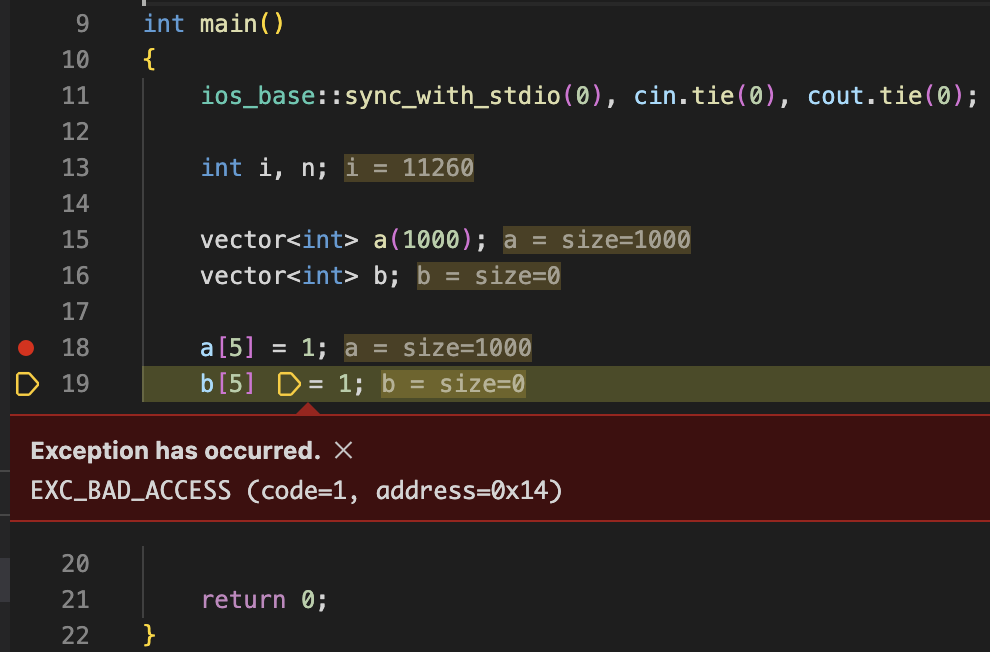 9 int main()
10 {
11 ios_base::sync_with_stdio(0), cin.tie(0), cout.tie(0);
12
13 int i, n; i = 11260
14
15 vector<int> a(1000); a = size=1000
16 vector<int> b; b = size=0
17
18 a[5] = 1; a = size=1000
19 b[5] = 1; b = size=0
Exception has occurred. ×
EXC_BAD_ACCESS (code=1, address=0x14)
20
21 return 0;
22 }